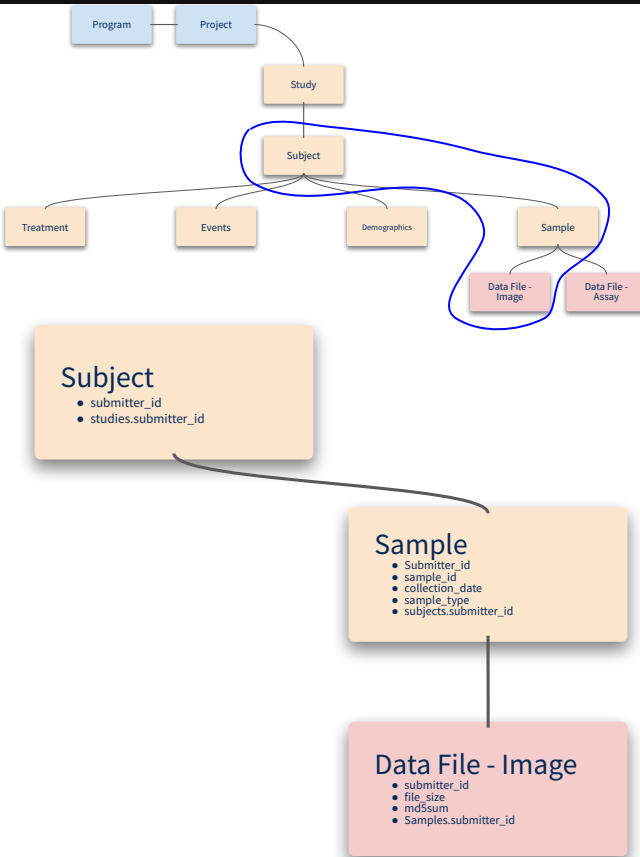 Program
Project
Study
Subject
Treatment
Events
Demographics
Sample
Data File -
Image
Data File -
Assay
Subject
● submitter_id
● studies.submitter_id
Sample
● Submitter_id
● sample_id
● collection_date
● sample_type
● subjects.submitter_id
Data File - Image
● submitter_id
● file_size
● md5sum
● Samples.submitter_id